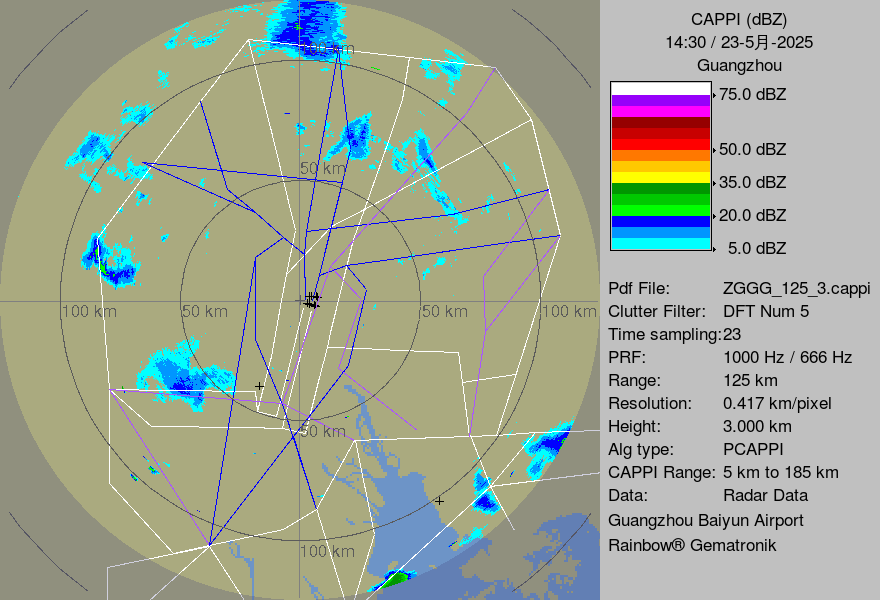 CAPPI (dBZ)
14:30 / 23-5月-2025
Guangzhou
75.0 dBZ
50.0 dBZ
35.0 dBZ
20.0 dBZ
5.0 dBZ
Pdf File: ZGGG_125_3.cappi
Clutter Filter: DFT Num 5
Time sampling:23
PRF: 1000 Hz / 666 Hz
Range: 125 km
Resolution: 0.417 km/pixel
Height: 3.000 km
Alg type: PCAPPI
CAPPI Range: 5 km to 185 km
Data: Radar Data
Guangzhou Baiyun Airport
Rainbow® Gematronik
50 km
100 km
50 km
50 km
100 km
50 km
100 km